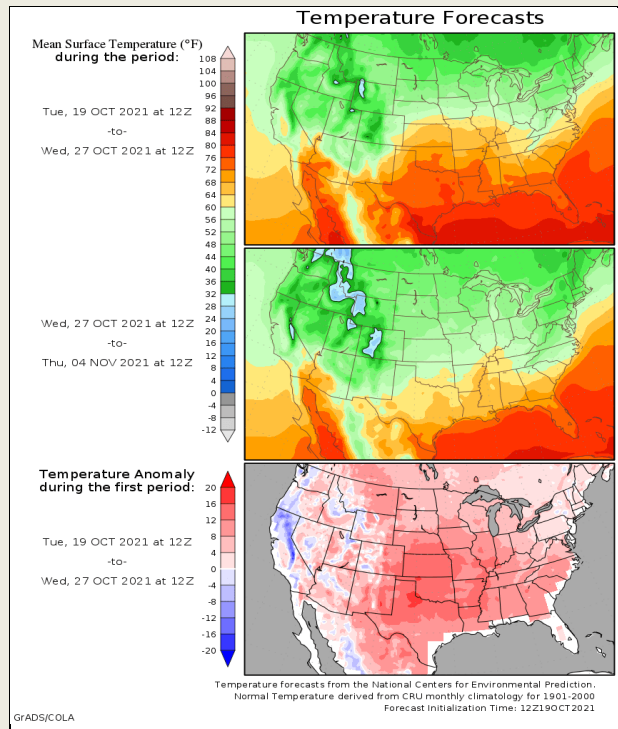 Temperature Forecasts
Mean Surface Temperature (°F)
during the period:
Tue, 19 OCT 2021 at 12Z
-to-
Wed, 27 OCT 2021 at 12Z
108
104
100
96
92
88
84
80
76
72
68
64
60
56
52
48
44
40
36
32
28
24
20
16
12
8
4
0
-4
-8
-12
Wed, 27 OCT 2021 at 12Z
-to-
Thu, 04 NOV 2021 at 12Z
Temperature Anomaly
during the first period:
Tue, 19 OCT 2021 at 12Z
-to-
Wed, 27 OCT 2021 at 12Z
20
16
12
8
4
0
-4
-8
-12
-16
-20
Temperature forecasts from the National Centers for Environmental Prediction.
Normal Temperature derived from CRU monthly climatology for 1901-2000
Forecast Initialization Time: 12Z19OCT2021
GrADS/COLA